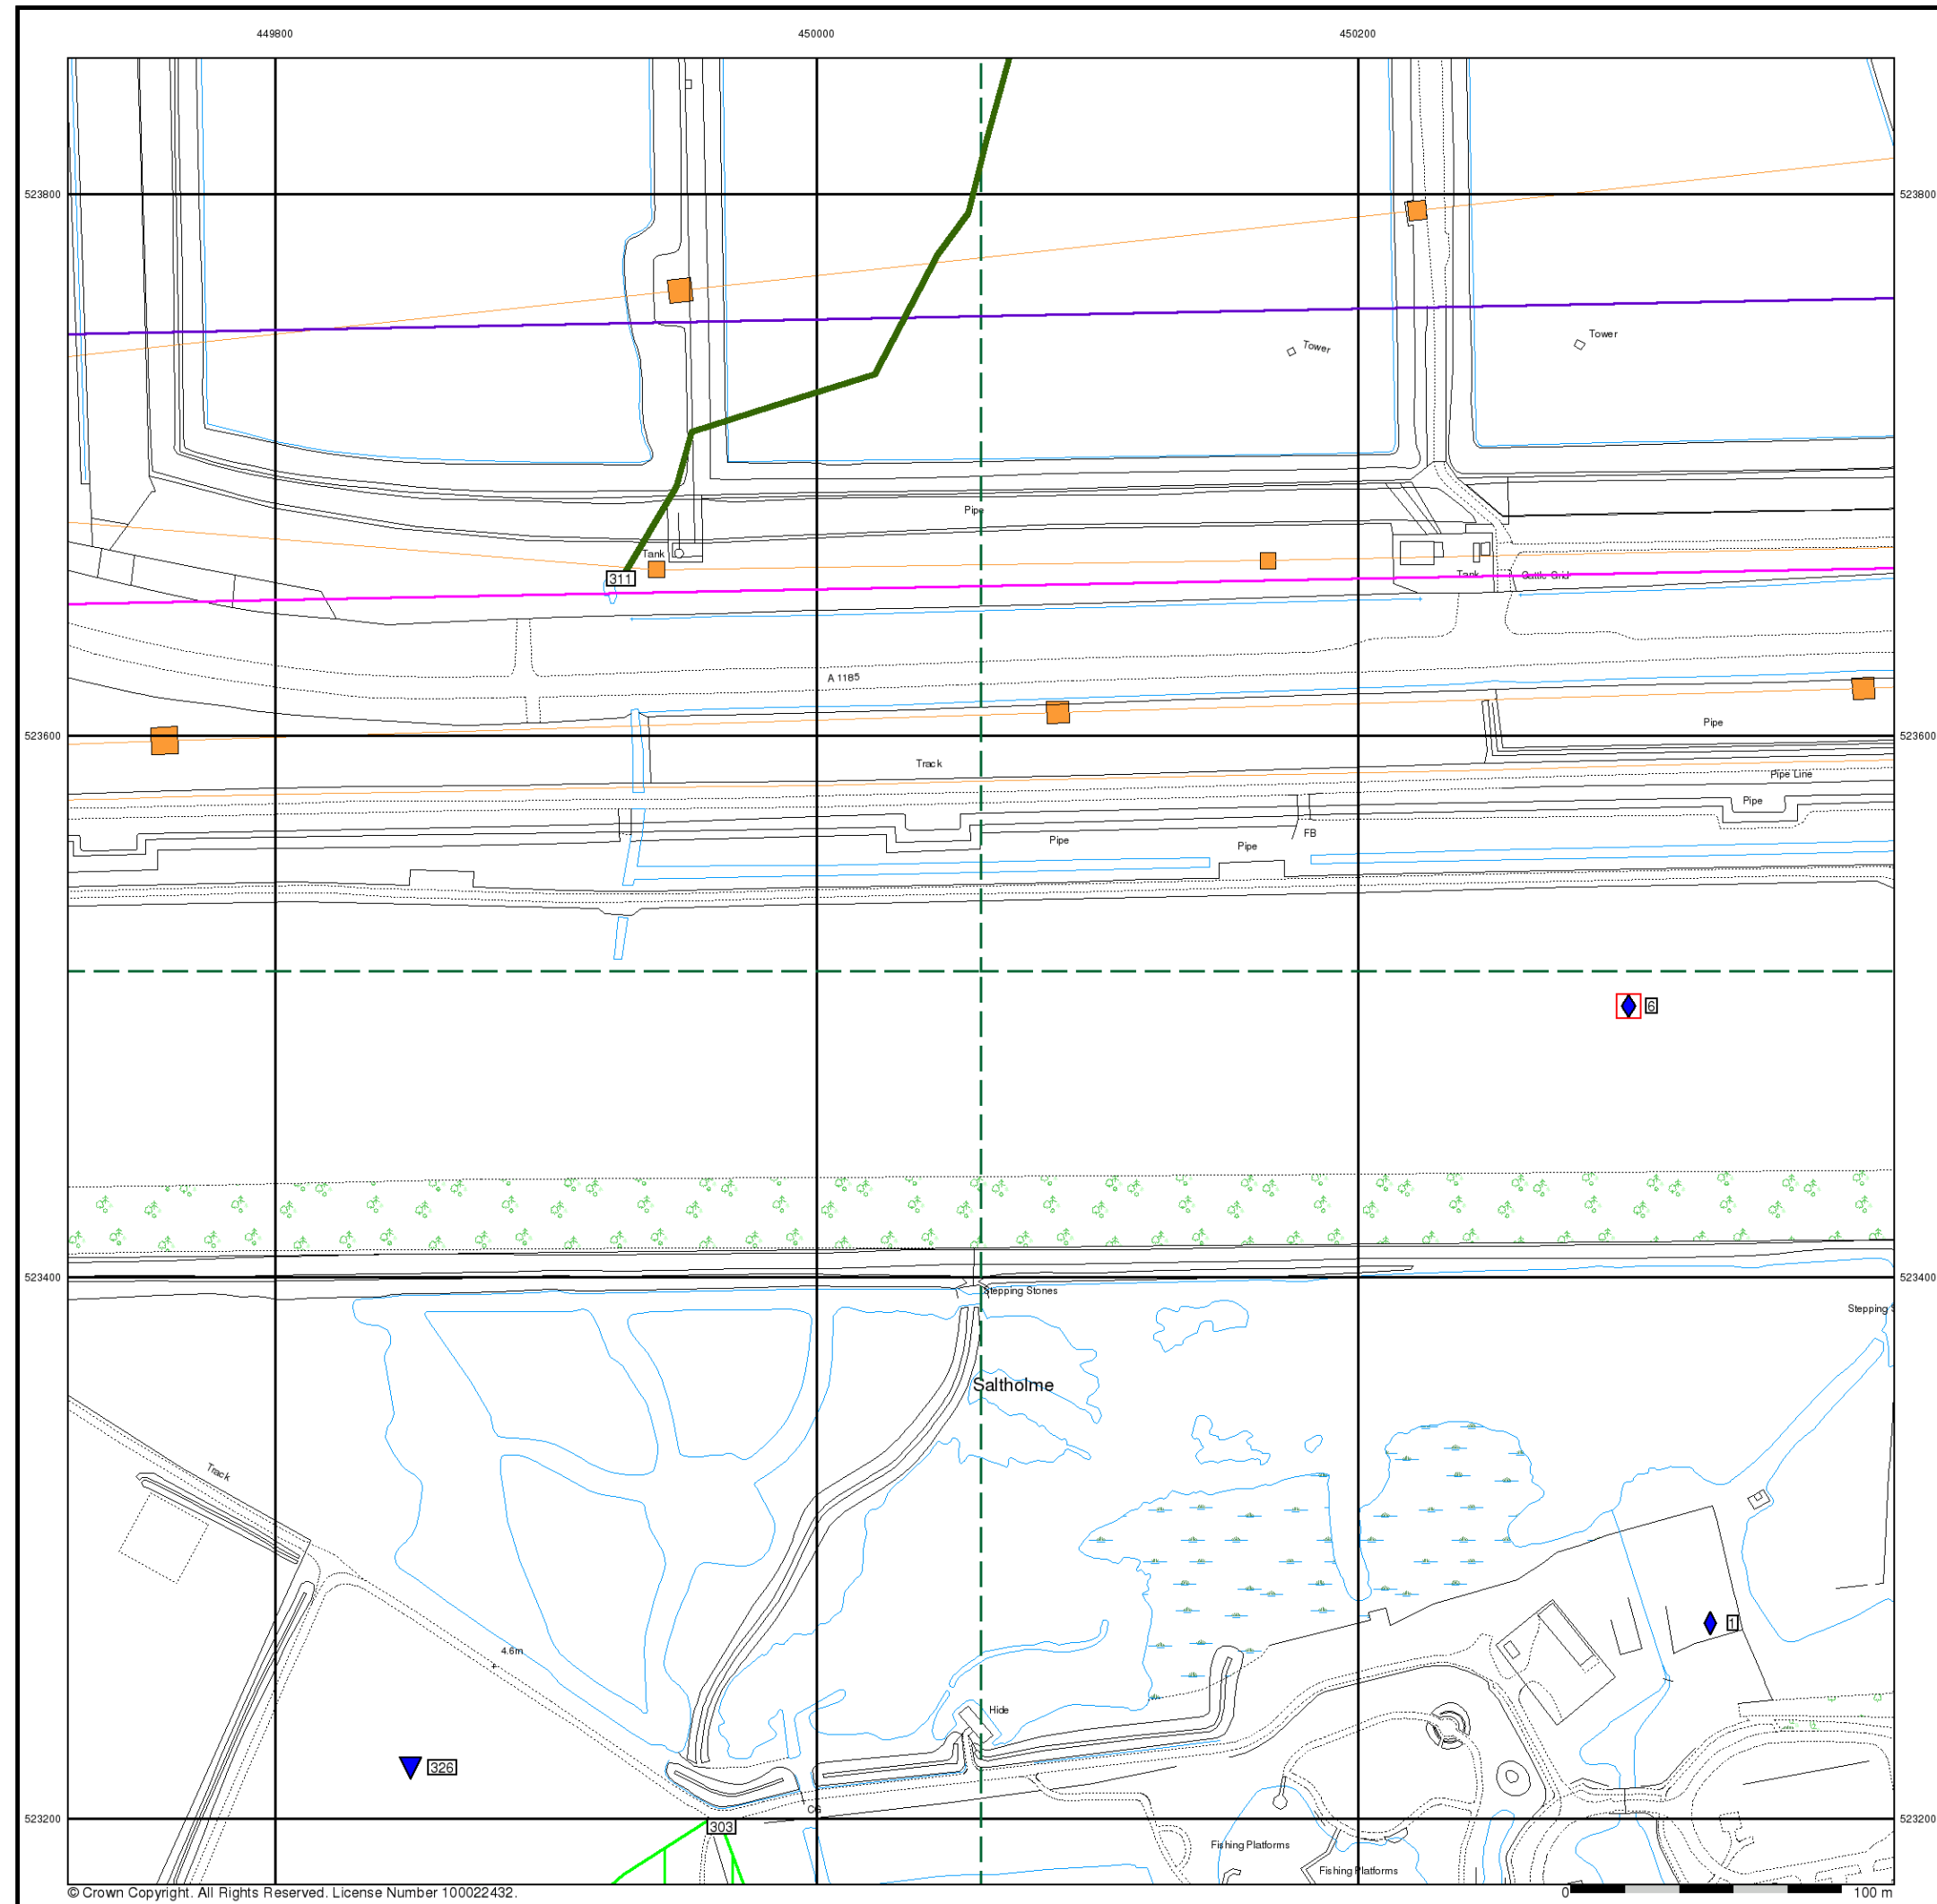 449800 450000 450200
523800 523800
Tower Tower
Pipe
Tank
311
Tank Cattle Grid
A 1185
523600 523600
Pipe
Track
Pipe Line
Pipe
FB
Pipe
Pipe
6
523400 523400
Stepping Stones
Stepping S
Saltholme
Track
1
4.6m
Hide
326
CG
523200 523200
303
Fishing Platforms
Fishing Platforms
© Crown Copyright. All Rights Reserved. License Number 100022432.
0 100 m